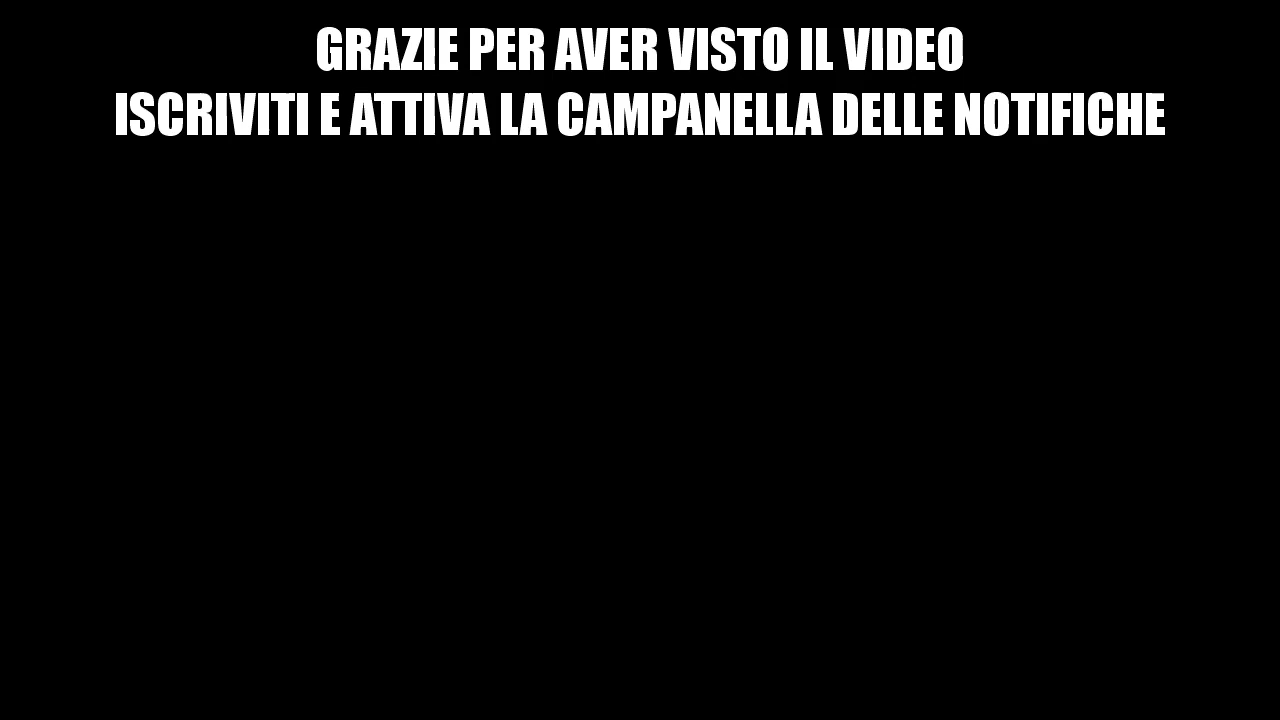 GRAZIE PER AVER VISTO IL VIDEO
ISCRIVITI E ATTIVA LA CAMPANELLA DELLE NOTIFICHE